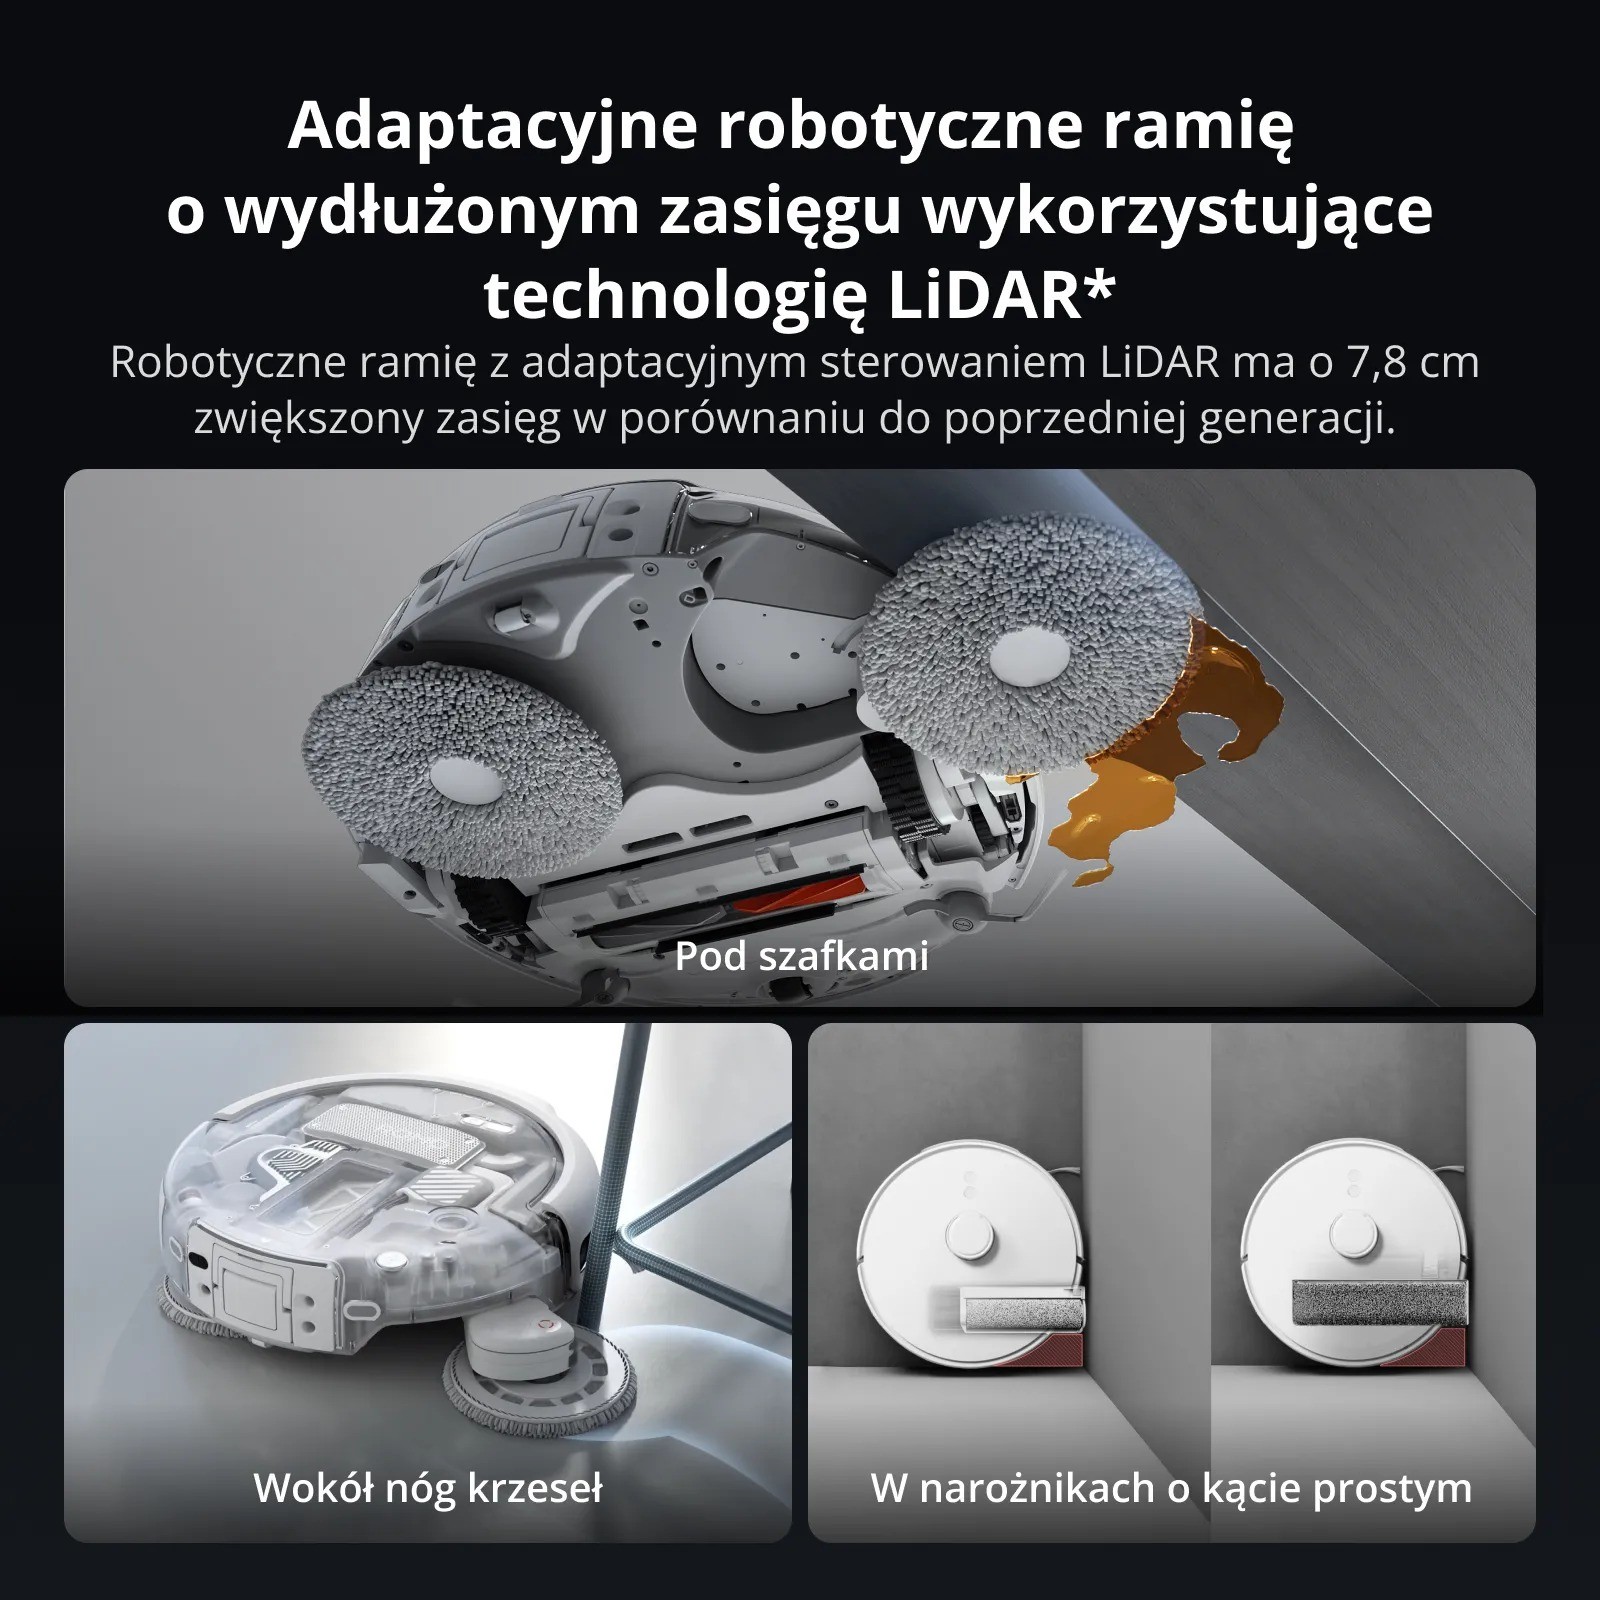 Adaptacyjne robotyczne ramię
o wydłużonym zasięgu wykorzystujące
technologię LiDAR*
Robotyczne ramię z adaptacyjnym sterowaniem LiDAR ma o 7,8 cm
zwiększony zasięg w porównaniu do poprzedniej generacji.
Pod szafkami
Wokół nóg krzeseł
W narożnikach o kącie prostym